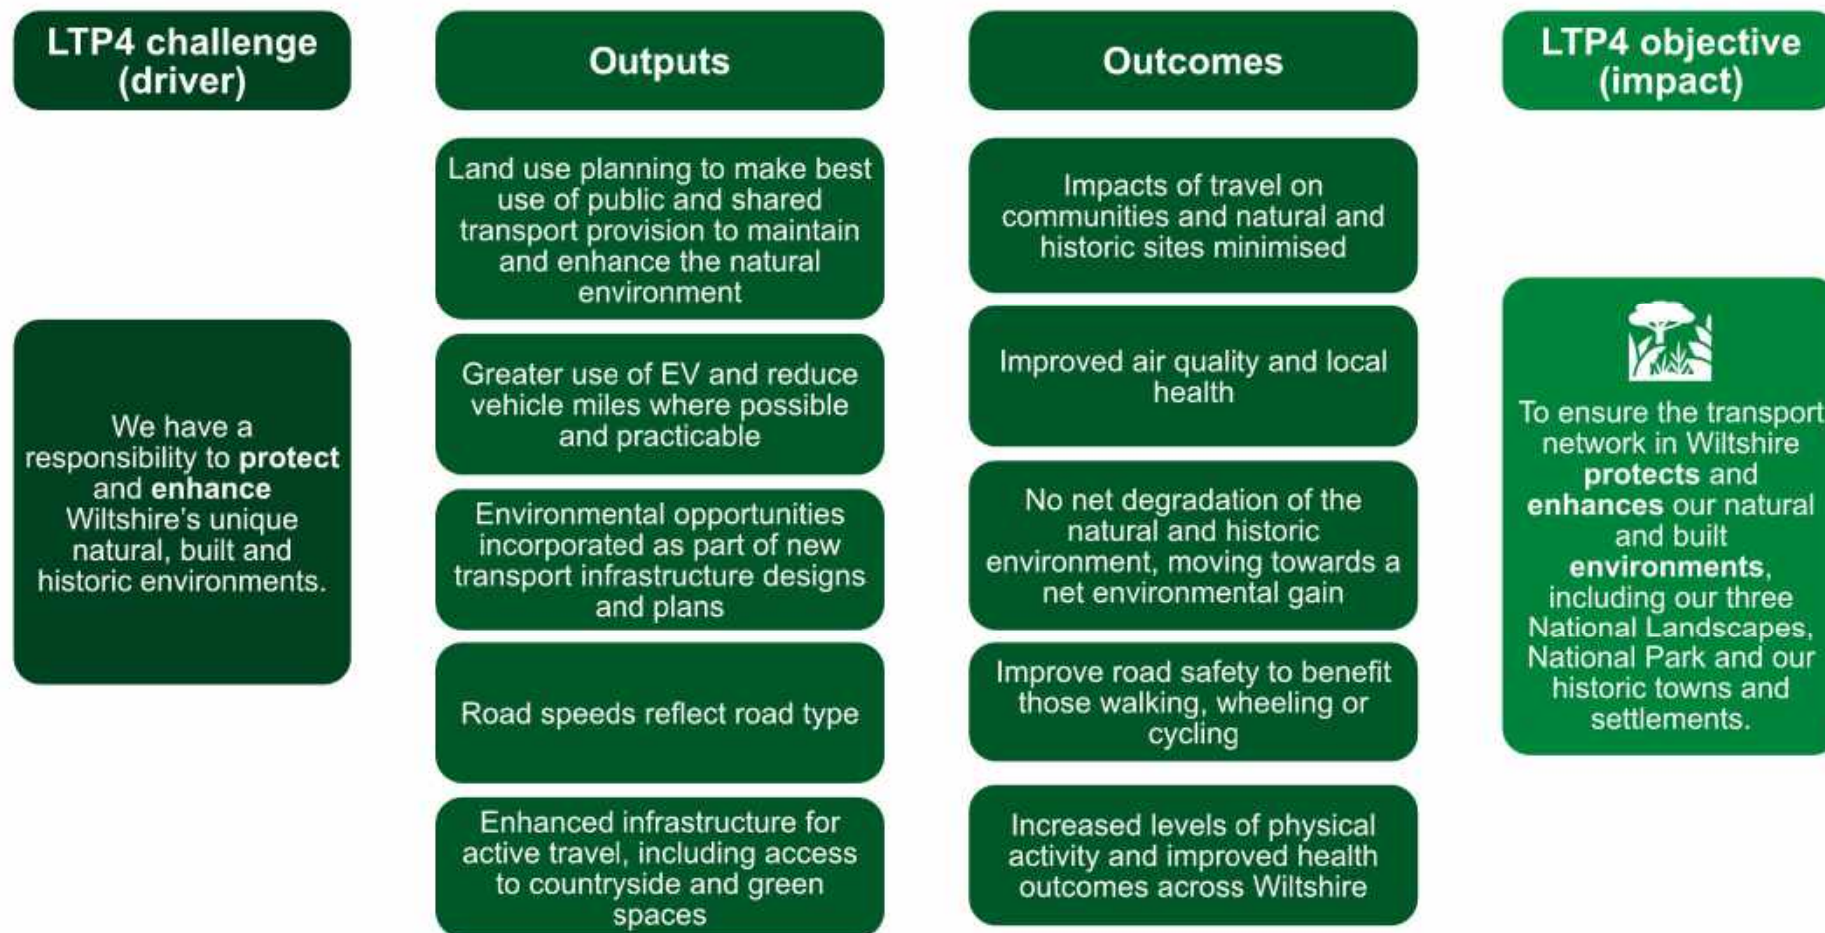 LTP4 challenge
(driver)
We have a
responsibility to protect
and enhance
Wiltshire’s unique
natural, built and
historic environments.
Outputs
Land use planning to make best
use of public and shared
transport provision to maintain
and enhance the natural
environment
Greater use of EV and reduce
vehicle miles where possible
and practicable
Environmental opportunities
incorporated as part of new
transport infrastructure designs
and plans
Road speeds reflect road type
Enhanced infrastructure for
active travel, including access
to countryside and green
spaces
Outcomes
Impacts of travel on
communities and natural and
historic sites minimised
Improved air quality and local
health
No net degradation of the
natural and historic
environment, moving towards a
net environmental gain
Improve road safety to benefit
those walking, wheeling or
cycling
Increased levels of physical
activity and improved health
outcomes across Wiltshire
LTP4 objective
(impact)
To ensure the transport
network in Wiltshire
protects and
enhances our natural
and built
environments,
including our three
National Landscapes,
National Park and our
historic towns and
settlements.